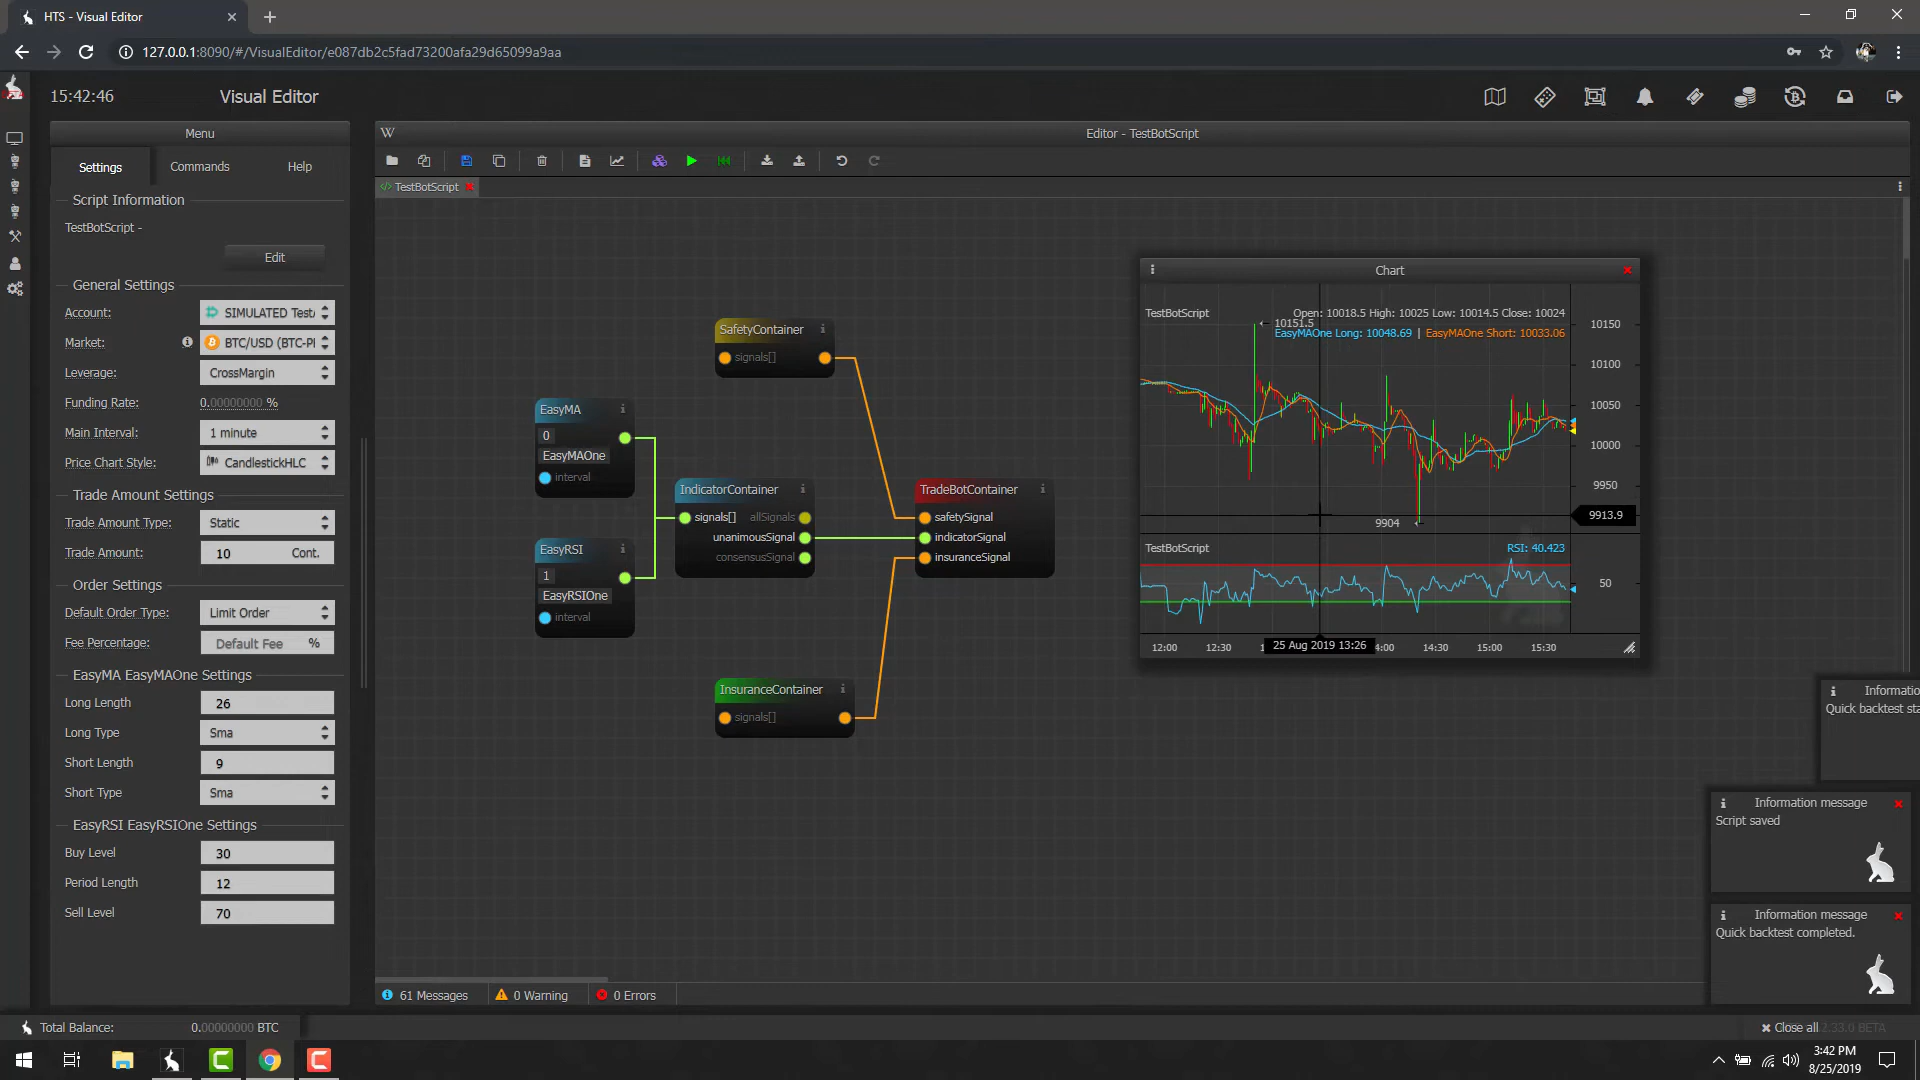 HTS - Visual Editor
127.0.0.1:8090/#/VisualEditor/e087db2c5fad73200afa29d65099a9aa
15:42:46
Visual Editor
Menu
Settings
Commands
Help
Script Information
TestBotScript -
Edit
General Settings
Account:
SIMULATED Test
Market:
BTC/USD (BTC-P
Leverage:
CrossMargin
Funding Rate:
0.00000000 %
Main Interval:
1 minute
Price Chart Style:
CandlestickHLC
Trade Amount Settings
Trade Amount Type:
Static
Trade Amount:
10 Cont.
Order Settings
Default Order Type:
Limit Order
Fee Percentage:
Default Fee %
EasyMA EasyMAOne Settings
Long Length
26
Long Type
Sma
Short Length
9
Short Type
Sma
EasyRSI EasyRSIOne Settings
Buy Level
30
Period Length
12
Sell Level
70
W
Editor - TestBotScript
TestBotScript
SafetyContainer
signals[]
EasyMA
0
EasyMAOne
interval
EasyRSI
1
EasyRSIOne
interval
IndicatorContainer
signals[] allSignals
unanimousSignal
consensusSignal
TradeBotContainer
safetySignal
indicatorSignal
insuranceSignal
InsuranceContainer
signals[]
Chart
TestBotScript
Open: 10018.5 High: 10025 Low: 10014.5 Close: 10024
10151.5
EasyMAOne Long: 10048.69 | EasyMAOne Short: 10033.06
10150
10100
10050
10000
9950
9913.9
9904
TestBotScript
RSI: 40.423
50
12:00
12:30
25 Aug 2019 13:26
4:00
14:30
15:00
15:30
Informatio
Quick backtest sta
Information message
Script saved
Information message
Quick backtest completed.
61 Messages
0 Warning
0 Errors
Total Balance:
0.00000000 BTC
Close all
2.33.0 BETA
3:42 PM
8/25/2019